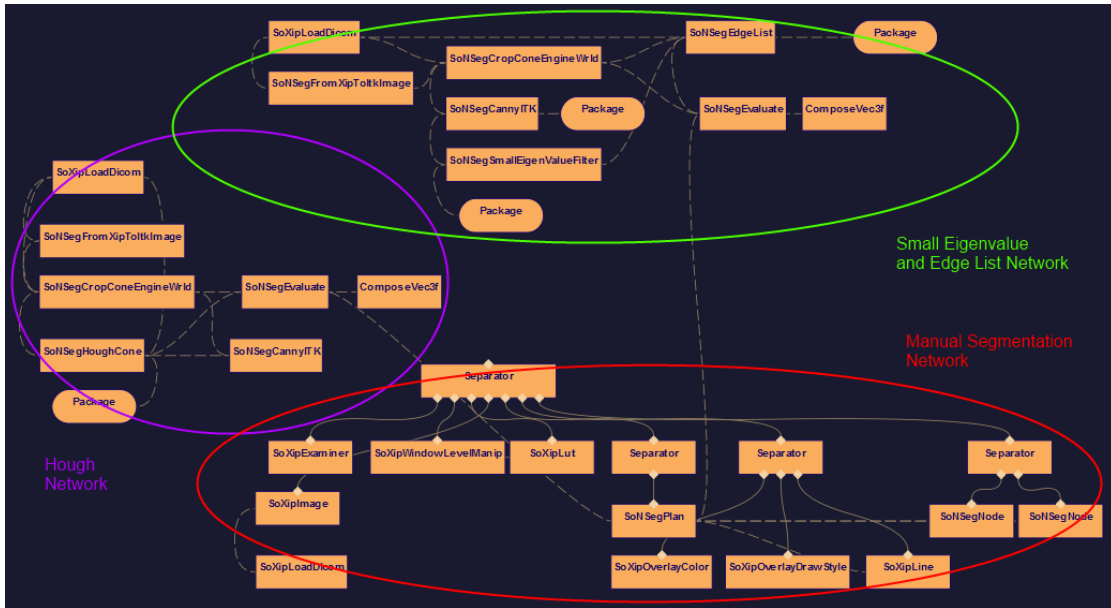 SoXipLoadDicom
SoNSegEdgeList
Package
SoNSegCropConeEngineWrld
SoNSegFromXipToItkImage
SoNSegCannyITK
Package
SoNSegEvaluate
ComposeVec3f
SoNSegSmallEigenValueFilter
Package
Small Eigenvalue
and Edge List Network
SoXipLoadDicom
SoNSegFromXipToItkImage
SoNSegCropConeEngineWrld
SoNSegEvaluate
ComposeVec3f
SoNSegHoughCone
SoNSegCannyITK
Package
Hough
Network
Manual Segmentation
Network
Separator
SoXipExaminer
SoXipWindowLevelManip
SoXipLut
Separator
Separator
Separator
SoXipImage
SoNSegPlan
SoNSegNode
SoNSegNode
SoXipLoadDicom
SoXipOverlayColor
SoXipOverlayDrawStyle
SoXipLine